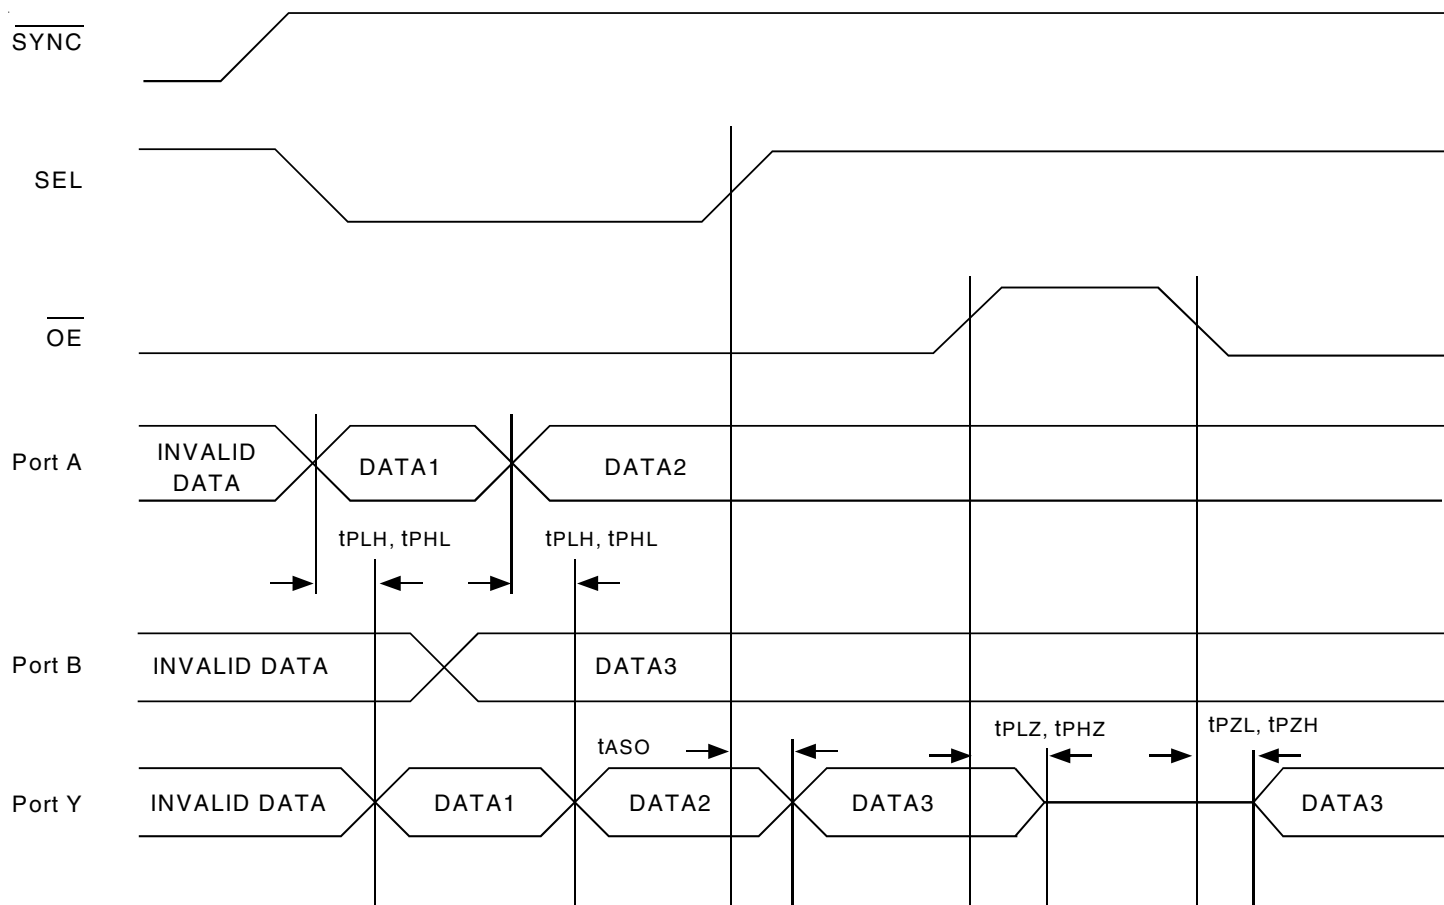 SYNC
SEL
OE
Port A
INVALID
DATA
DATA1
DATA2
tPLH, tPHL
tPLH, tPHL
Port B
INVALID DATA
DATA3
tASO
tPLZ, tPHZ
tPZL, tPZH
Port Y
INVALID DATA
DATA1
DATA2
DATA3
DATA3